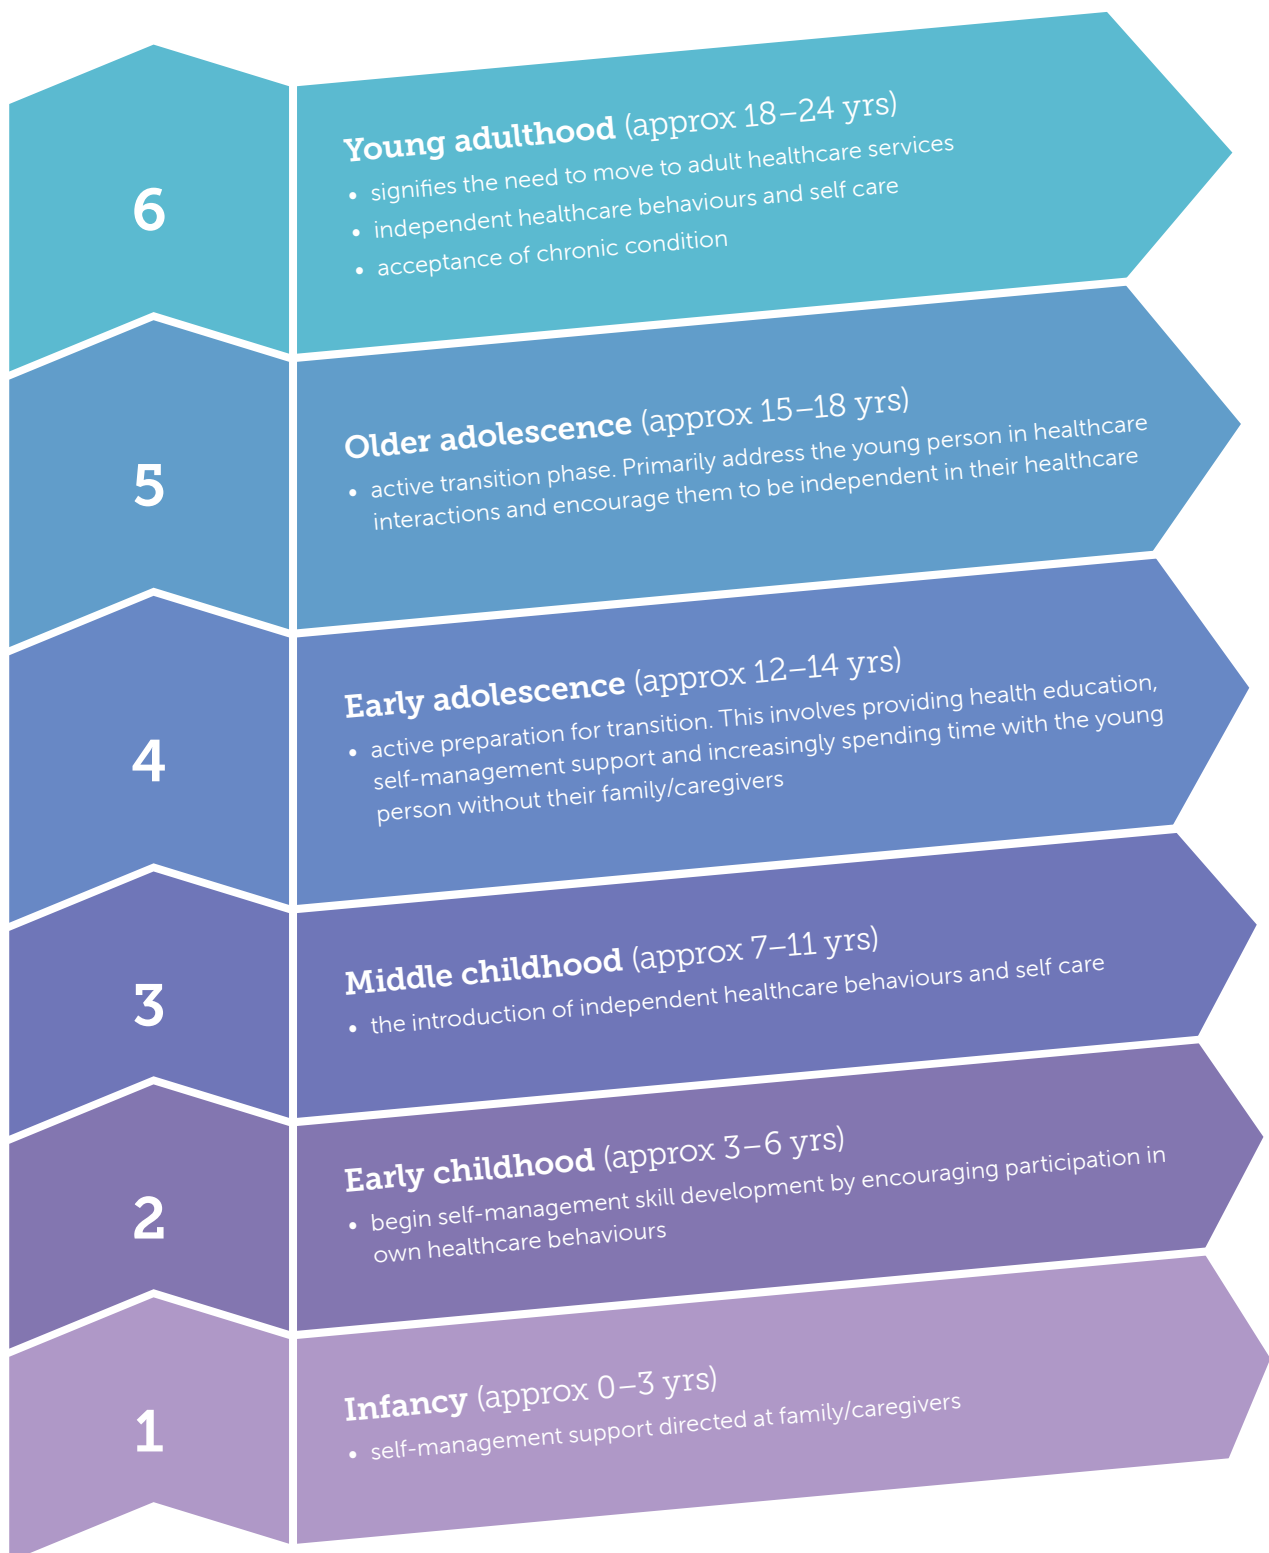 6
Young adulthood (approx 18–24 yrs)
• signifies the need to move to adult healthcare services
• independent healthcare behaviours and self care
• acceptance of chronic condition
5
Older adolescence (approx 15–18 yrs)
• active transition phase. Primarily address the young person in healthcare
interactions and encourage them to be independent in their healthcare
4
Early adolescence (approx 12–14 yrs)
• active preparation for transition. This involves providing health education,
self-management support and increasingly spending time with the young
person without their family/caregivers
3
Middle childhood (approx 7–11 yrs)
• the introduction of independent healthcare behaviours and self care
2
Early childhood (approx 3–6 yrs)
• begin self-management skill development by encouraging participation in
own healthcare behaviours
1
Infancy (approx 0–3 yrs)
• self-management support directed at family/caregivers